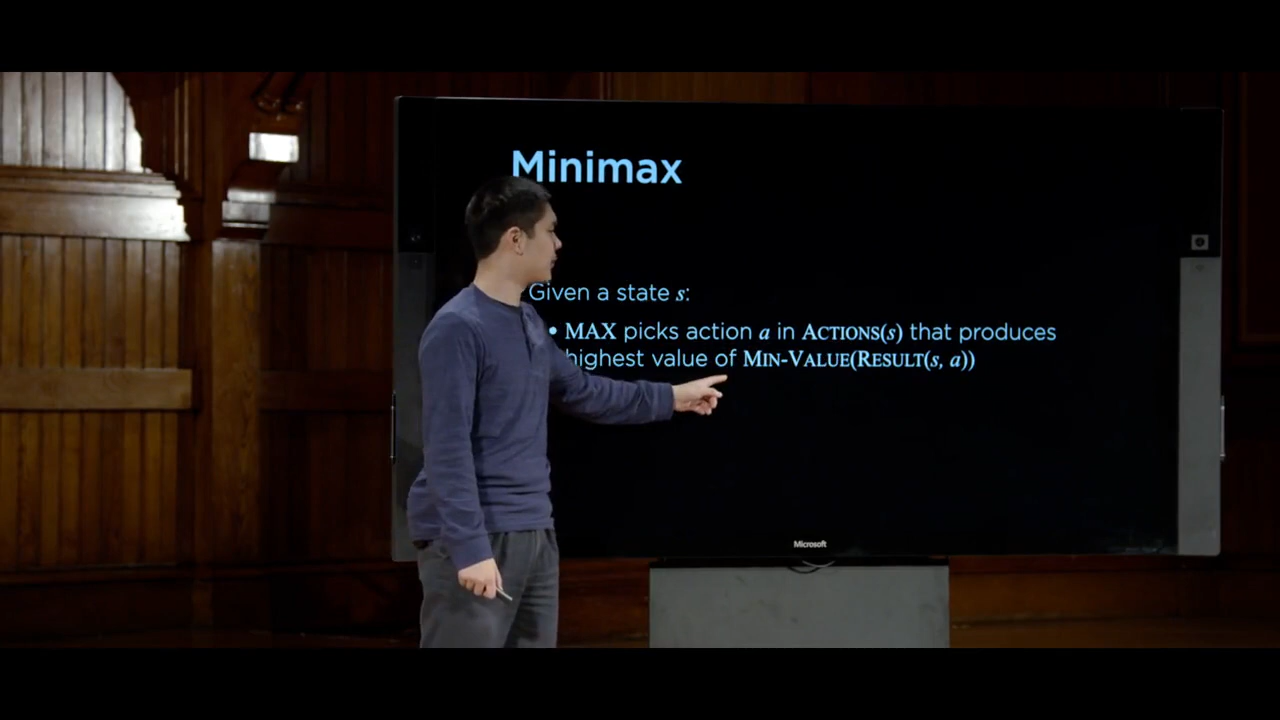 Minimax
Given a state s:
• MAX picks action a in ACTIONS(s) that produces
highest value of MIN-VALUE(RESULT(s, a))
Microsoft